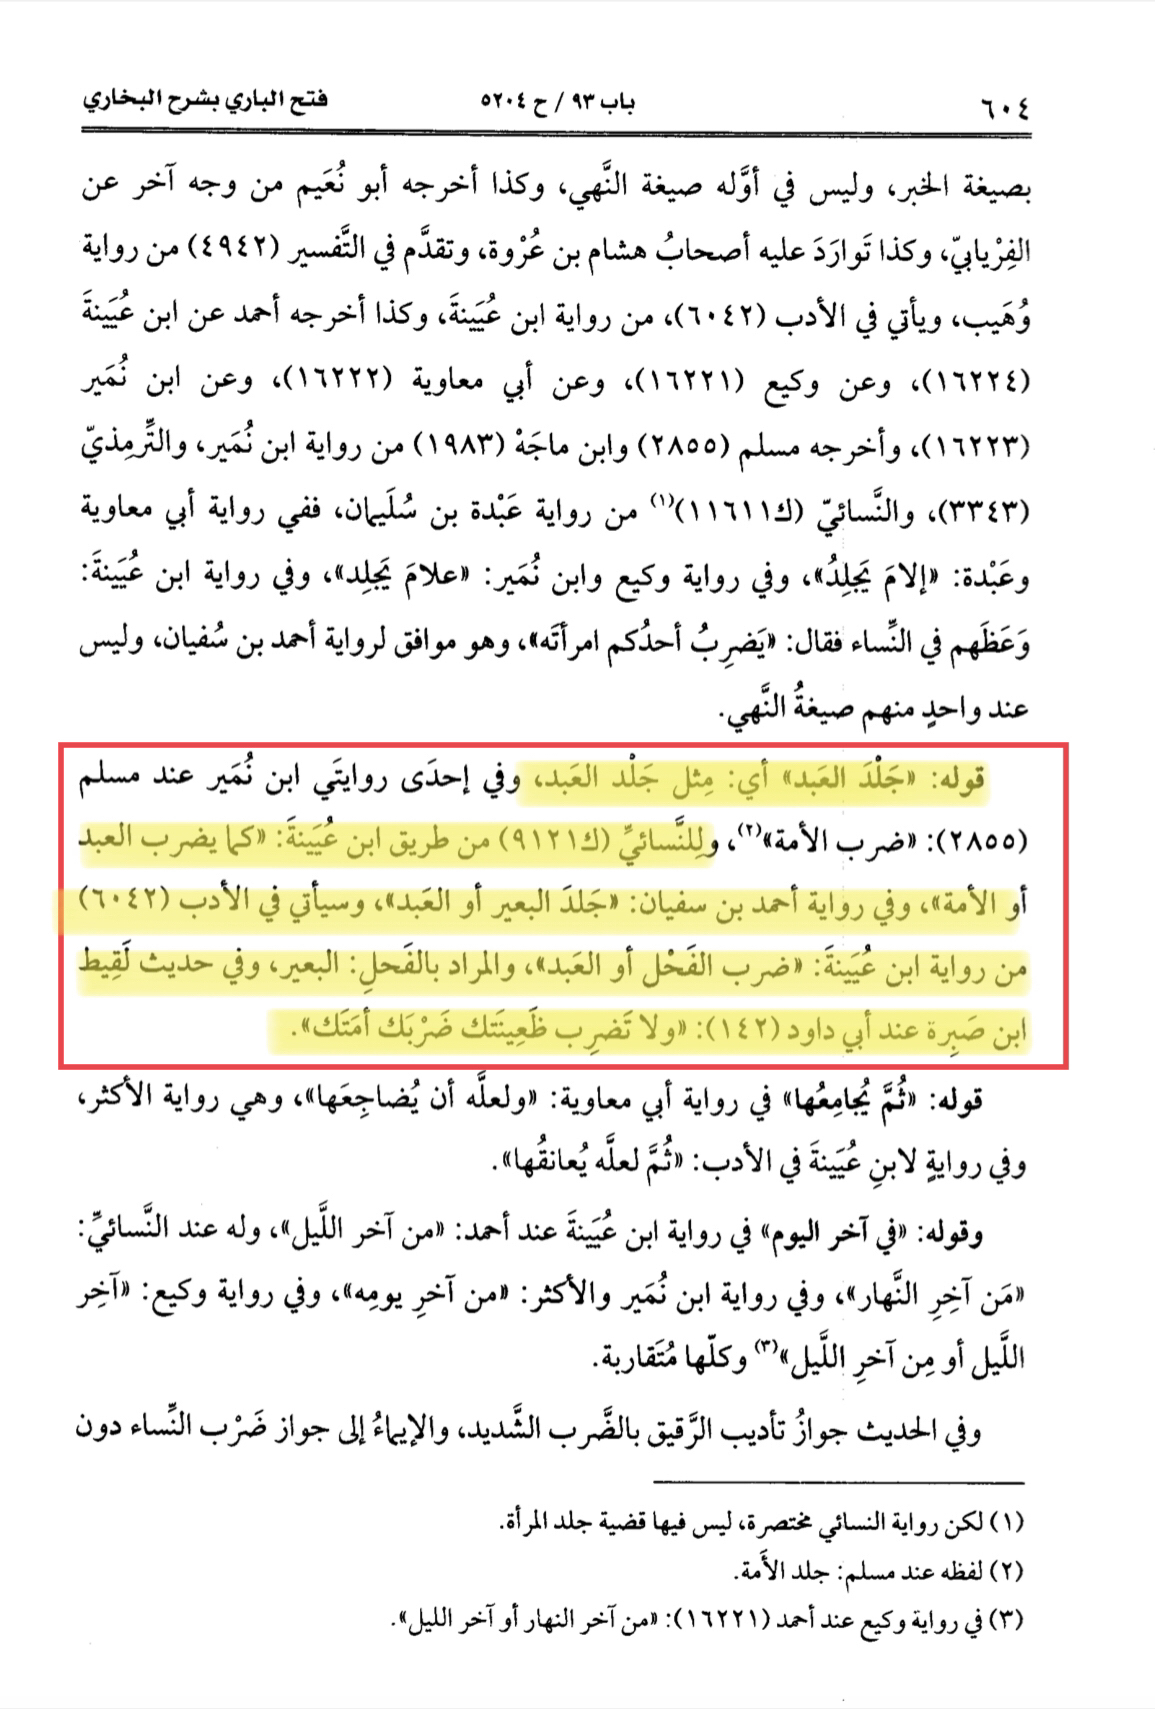 ٦٠٤ باب ٩٣ / ح ٥٢٠٤ فتح الباري بشرح البخاري
بصيغة الخبر، وليس في أوَّله صيغة النَّهي، وكذا أخرجه أبو نُعَيم من وجه آخر عن
الفِرْيابيّ، وكذا تَوارَدَ عليه أصحابُ هشام بن عُرْوة، وتقدَّم في التَّفسير (٤٩٤٢) من رواية
وُهَيب، ويأتي في الأدب (٦٠٤٢)، من رواية ابن عُيَينةَ، وكذا أخرجه أحمد عن ابن عُيَينةَ
(١٦٢٢٤)، وعن وكيع (١٦٢٢١)، وعن أبي معاوية (١٦٢٢٢)، وعن ابن نُمَير
(١٦٢٢٣)، وأخرجه مسلم (٢٨٥٥) وابن ماجَهْ (١٩٨٣) من رواية ابن نُمَير، والتِّرمِذيّ
(٣٣٤٣)، والنَّسائيّ (ك١١٦١١)(١) من رواية عَبْدة بن سُلَيمان، ففي رواية أبي معاوية
وعَبْدة: «إلامَ يَجلِدُ»، وفي رواية وكيع وابن نُمَير: «علامَ يَجلِد»، وفي رواية ابن عُيَينةَ:
وَعَظَهم في النِّساء فقال: «يَضرِبُ أحدُكم امرأتَه»، وهو موافق لرواية أحمد بن سُفيان، وليس
عند واحدٍ منهم صيغةُ النَّهي.
قوله: «جَلْدَ العَبد» أي: مِثل جَلْد العَبد، وفي إحدَى روايتَي ابن نُمَير عند مسلم
(٢٨٥٥): «ضرب الأمة»(٢)، ولِلنَّسائيِّ (ك٩١٢١) من طريق ابن عُيَينةَ: «كما يضرب العبد
أو الأمة»، وفي رواية أحمد بن سفيان: «جَلدَ البعير أو العَبد»، وسيأتي في الأدب (٦٠٤٢)
من رواية ابن عُيَينةَ: «ضرب الفَحْل أو العَبد»، والمراد بالفَحلِ: البعير، وفي حديث لَقِيط
ابن صَبِرة عند أبي داود (١٤٢): «ولا تَضرِب ظَعِينَتك ضَرْبَك أمَتَك».
قوله: «ثُمَّ يُجامِعُها» في رواية أبي معاوية: «ولعلَّه أن يُضاجِعَها»، وهي رواية الأكثر،
وفي روايةٍ لابنِ عُيَينةَ في الأدب: «ثُمَّ لعلَّه يُعانقُها».
وقوله: «في آخر اليوم» في رواية ابن عُيَينةَ عند أحمد: «من آخر اللَّيل»، وله عند النَّسائيِّ:
«مَن آخِرِ النَّهار»، وفي رواية ابن نُمَير والأكثر: «من آخرِ يومِه»، وفي رواية وكيع: «آخِر
اللَّيل أو مِن آخرِ اللَّيل»(٣) وكلّها مُتَقاربة.
وفي الحديث جوازُ تأديب الرَّقيق بالضَّرب الشَّديد، والإيماءُ إلى جواز ضَرْب النِّساء دون
(١) لكن رواية النسائي مختصرة، ليس فيها قضية جلد المرأة.
(٢) لفظه عند مسلم: جلد الأَمة.
(٣) في رواية وكيع عند أحمد (١٦٢٢١): «من آخر النهار أو آخر الليل».